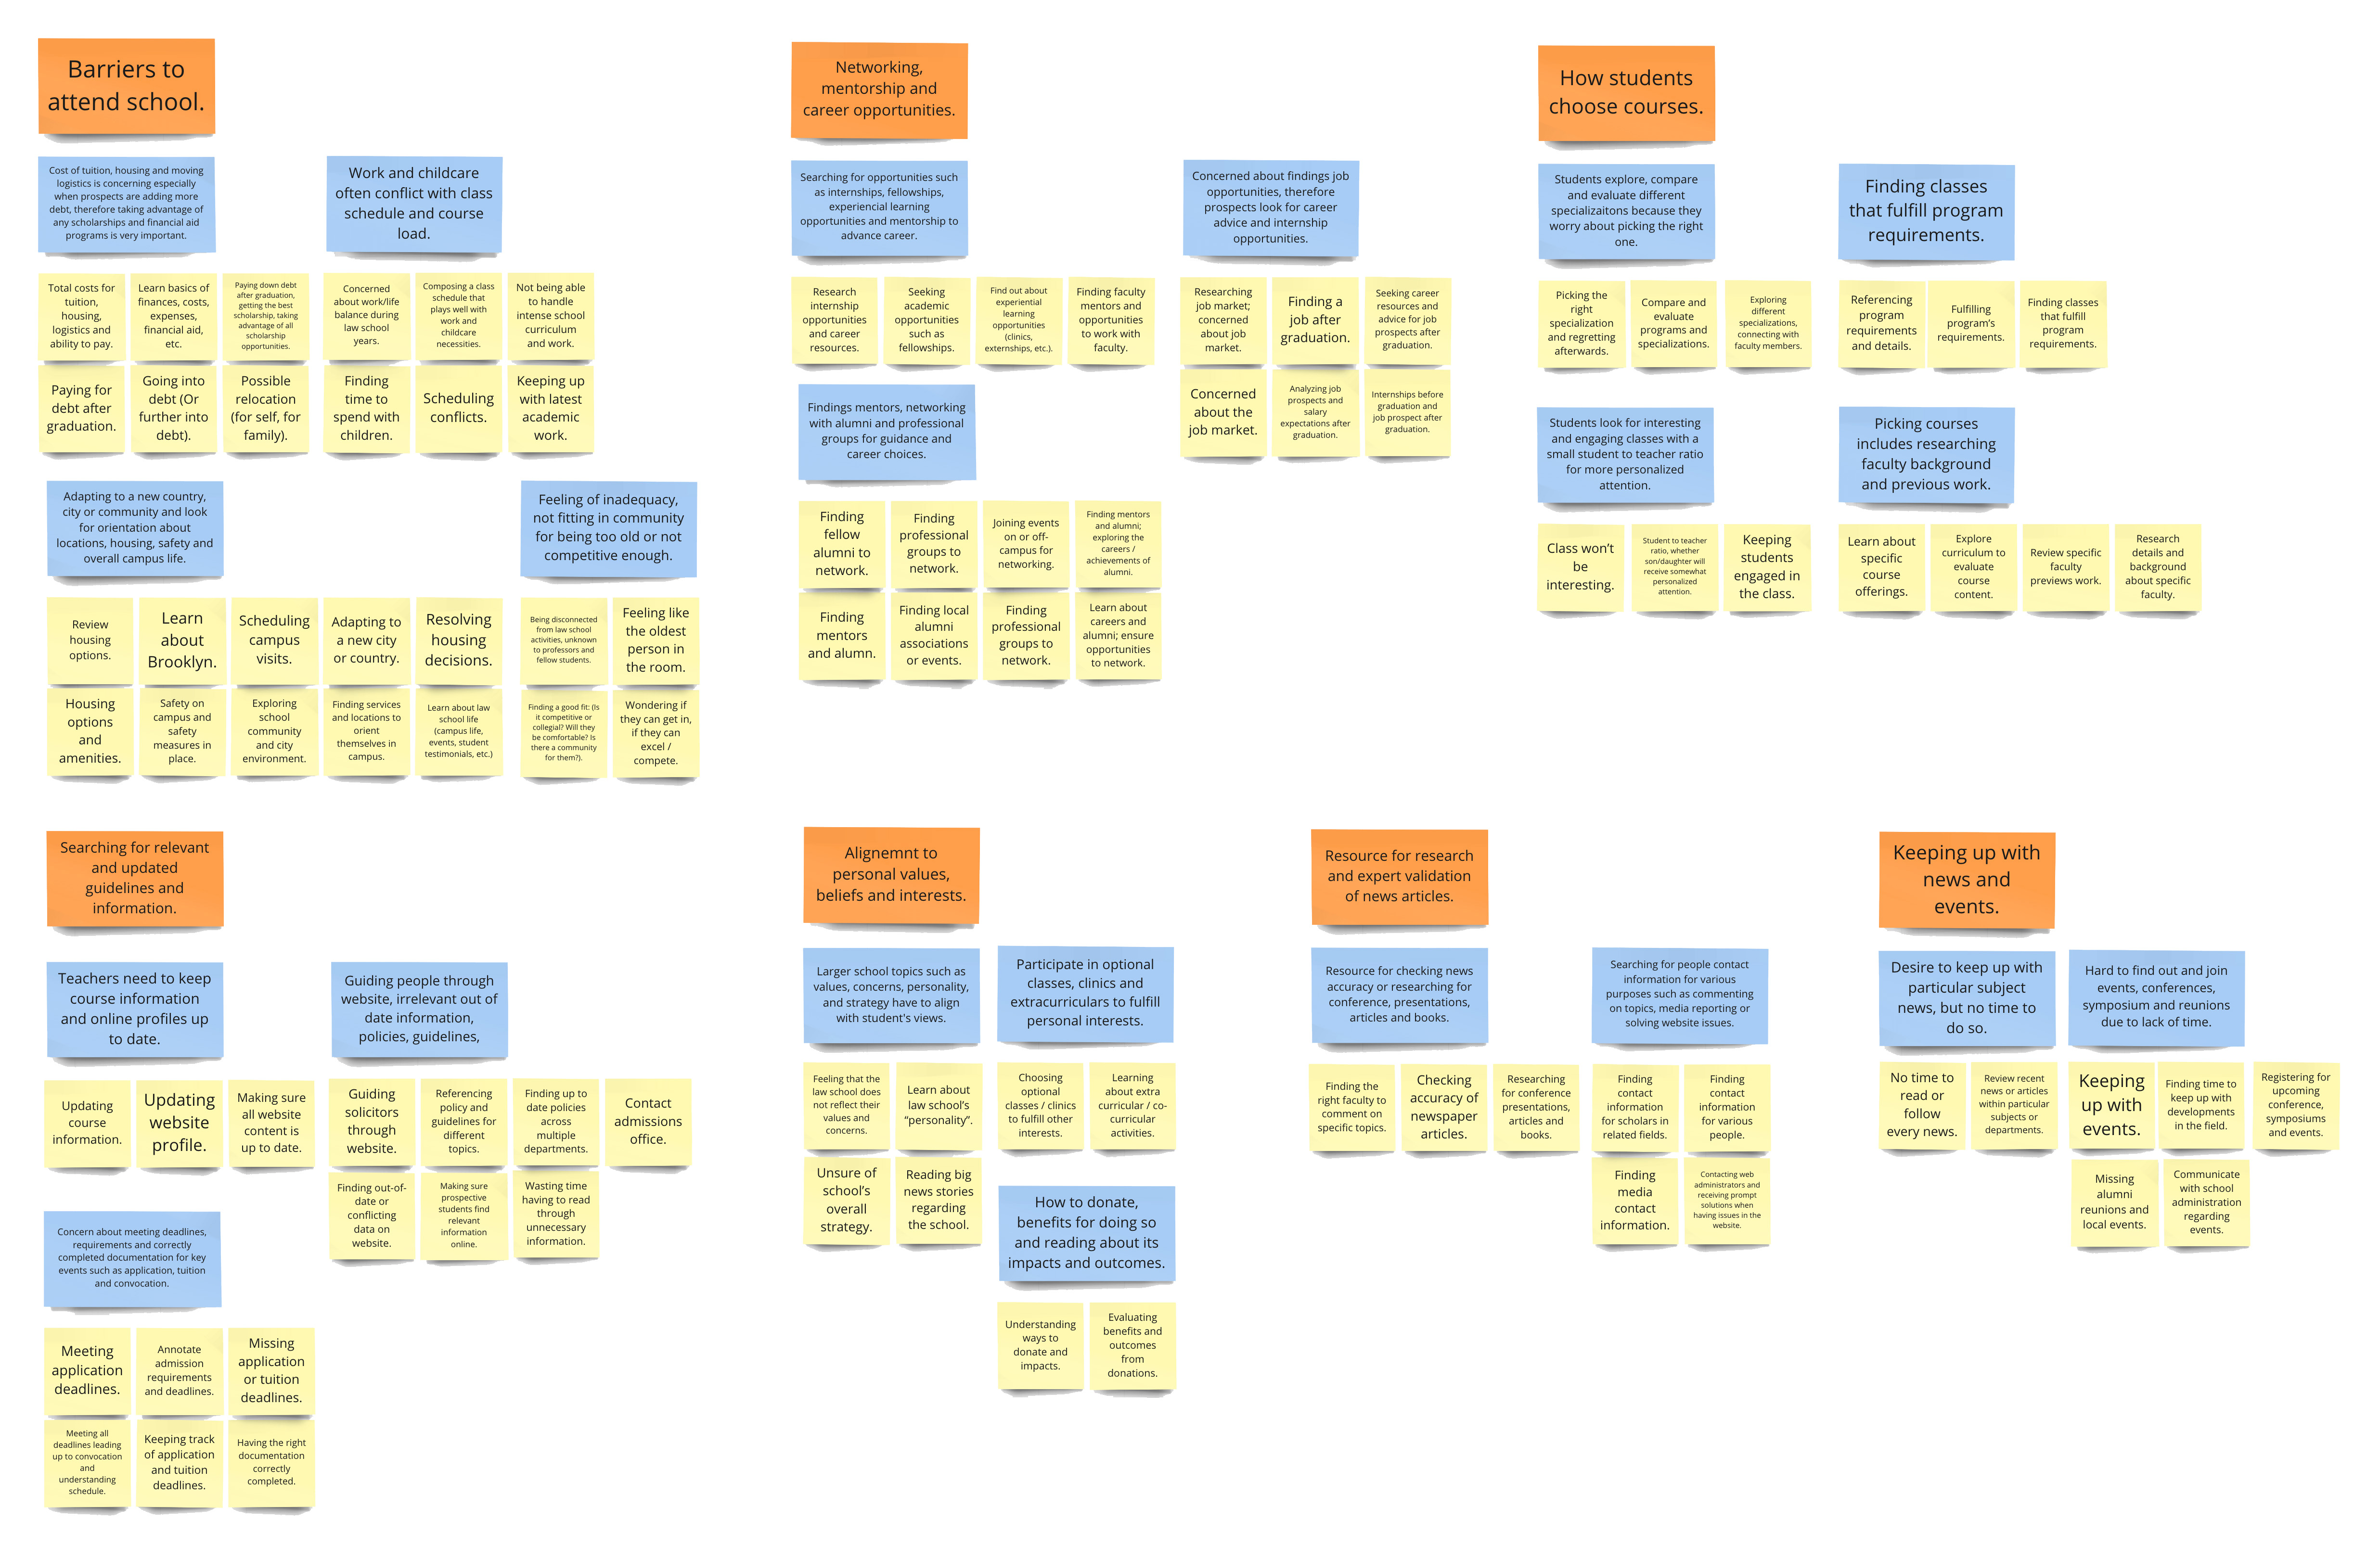 Barriers to
attend school.
Cost of tuition, housing and moving
logistics is concerning especially
when prospects are adding more
debt, therefore taking advantage of
any scholarships and financial aid
programs is very important.
Work and childcare
often conflict with class
schedule and course
load.
Total costs for
tuition,
housing,
logistics and
ability to pay.
Learn basics of
finances, costs,
expenses,
financial aid,
etc.
Paying down debt
after graduation,
getting the best
scholarship, taking
advantage of all
scholarship
opportunities.
Concerned
about work/life
balance during
law school
years.
Composing a class
schedule that
plays well with
work and
childcare
necessities.
Not being able
to handle
intense school
curriculum
and work.
Paying for
debt after
graduation.
Going into
debt (Or
further into
debt).
Possible
relocation
(for self, for
family).
Finding
time to
spend with
children.
Scheduling
conflicts.
Keeping up
with latest
academic
work.
Adapting to a new country,
city or community and look
for orientation about
locations, housing, safety and
overall campus life.
Feeling of inadequacy,
not fitting in community
for being too old or not
competitive enough.
Review
housing
options.
Learn
about
Brooklyn.
Scheduling
campus
visits.
Adapting to
a new city
or country.
Resolving
housing
decisions.
Being disconnected
from law school
activities, unknown
to professors and
fellow students.
Feeling like
the oldest
person in
the room.
Housing
options
and
amenities.
Safety on
campus and
safety
measures in
place.
Exploring
school
community
and city
environment.
Finding services
and locations to
orient
themselves in
campus.
Learn about law
school life
(campus life,
events, student
testimonials, etc.)
Finding a good fit: (Is
it competitive or
collegial? Will they
be comfortable? Is
there a community
for them?).
Wondering if
they can get in,
if they can
excel /
compete.
Networking,
mentorship and
career opportunities.
Searching for opportunities such
as internships, fellowships,
experiencial learning
opportunities and mentorship to
advance career.
Concerned about findings job
opportunities, therefore
prospects look for career
advice and internship
opportunities.
Research
internship
opportunities
and career
resources.
Seeking
academic
opportunities
such as
fellowships.
Find out about
experiential
learning
opportunities
(clinics,
externships, etc.).
Finding faculty
mentors and
opportunities
to work with
faculty.
Researching
job market;
concerned
about job
market.
Finding a
job after
graduation.
Seeking career
resources and
advice for job
prospects after
graduation.
Concerned
about the
job market.
Analyzing job
prospects and
salary
expectations after
graduation.
Internships before
graduation and
job prospect after
graduation.
Findings mentors, networking
with alumni and professional
groups for guidance and
career choices.
Finding
fellow
alumni to
network.
Finding
professional
groups to
network.
Joining events
on or off-
campus for
networking.
Finding mentors
and alumni;
exploring the
careers /
achievements of
alumni.
Finding
mentors
and alumn.
Finding local
alumni
associations
or events.
Finding
professional
groups to
network.
Learn about
careers and
alumni; ensure
opportunities
to network.
How students
choose courses.
Students explore, compare
and evaluate different
specializaitons because they
worry about picking the right
one.
Finding classes
that fulfill program
requirements.
Picking the
right
specialization
and regretting
afterwards.
Compare and
evaluate
programs and
specializations.
Exploring
different
specializations,
connecting with
faculty members.
Referencing
program
requirements
and details.
Fulfilling
program’s
requirements.
Finding classes
that fulfill
program
requirements.
Students look for interesting
and engaging classes with a
small student to teacher ratio
for more personalized
attention.
Picking courses
includes researching
faculty background
and previous work.
Class won’t
be
interesting.
Student to teacher
ratio, whether
son/daughter will
receive somewhat
personalized
attention.
Keeping
students
engaged in
the class.
Learn about
specific
course
offerings.
Explore
curriculum to
evaluate
course
content.
Review specific
faculty
previews work.
Research
details and
background
about specific
faculty.
Searching for relevant
and updated
guidelines and
information.
Teachers need to keep
course information
and online profiles up
to date.
Guiding people through
website, irrelevant out of
date information,
policies, guidelines,
Updating
course
information.
Updating
website
profile.
Making sure
all website
content is
up to date.
Guiding
solicitors
through
website.
Referencing
policy and
guidelines for
different
topics.
Finding up to
date policies
across
multiple
departments.
Contact
admissions
office.
Finding out-of-
date or
conflicting
data on
website.
Making sure
prospective
students find
relevant
information
online.
Wasting time
having to read
through
unnecessary
information.
Concern about meeting deadlines,
requirements and correctly
completed documentation for key
events such as application, tuition
and convocation.
Meeting
application
deadlines.
Annotate
admission
requirements
and deadlines.
Missing
application
or tuition
deadlines.
Meeting all
deadlines leading
up to convocation
and
understanding
schedule.
Keeping track
of application
and tuition
deadlines.
Having the right
documentation
correctly
completed.
Alignemnt to
personal values,
beliefs and interests.
Larger school topics such as
values, concerns, personality,
and strategy have to align
with student's views.
Participate in optional
classes, clinics and
extracurriculars to fulfill
personal interests.
Feeling that the
law school does
not reflect their
values and
concerns.
Learn about
law school’s
“personality”.
Choosing
optional
classes / clinics
to fulfill other
interests.
Learning
about extra
curricular / co-
curricular
activities.
Unsure of
school’s
overall
strategy.
Reading big
news stories
regarding
the school.
How to donate,
benefits for doing so
and reading about its
impacts and outcomes.
Understanding
ways to
donate and
impacts.
Evaluating
benefits and
outcomes
from
donations.
Resource for research
and expert validation
of news articles.
Resource for checking news
accuracy or researching for
conference, presentations,
articles and books.
Searching for people contact
information for various
purposes such as commenting
on topics, media reporting or
solving website issues.
Finding the
right faculty to
comment on
specific topics.
Checking
accuracy of
newspaper
articles.
Researching
for conference
presentations,
articles and
books.
Finding
contact
information
for scholars in
related fields.
Finding
contact
information
for various
people.
Finding
media
contact
information.
Contacting web
administrators and
receiving prompt
solutions when
having issues in the
website.
Keeping up with
news and
events.
Desire to keep up with
particular subject
news, but no time to
do so.
Hard to find out and join
events, conferences,
symposium and reunions
due to lack of time.
No time to
read or
follow
every news.
Review recent
news or articles
within particular
subjects or
departments.
Keeping
up with
events.
Finding time to
keep up with
developments
in the field.
Registering for
upcoming
conference,
symposiums
and events.
Missing
alumni
reunions and
local events.
Communicate
with school
administration
regarding
events.